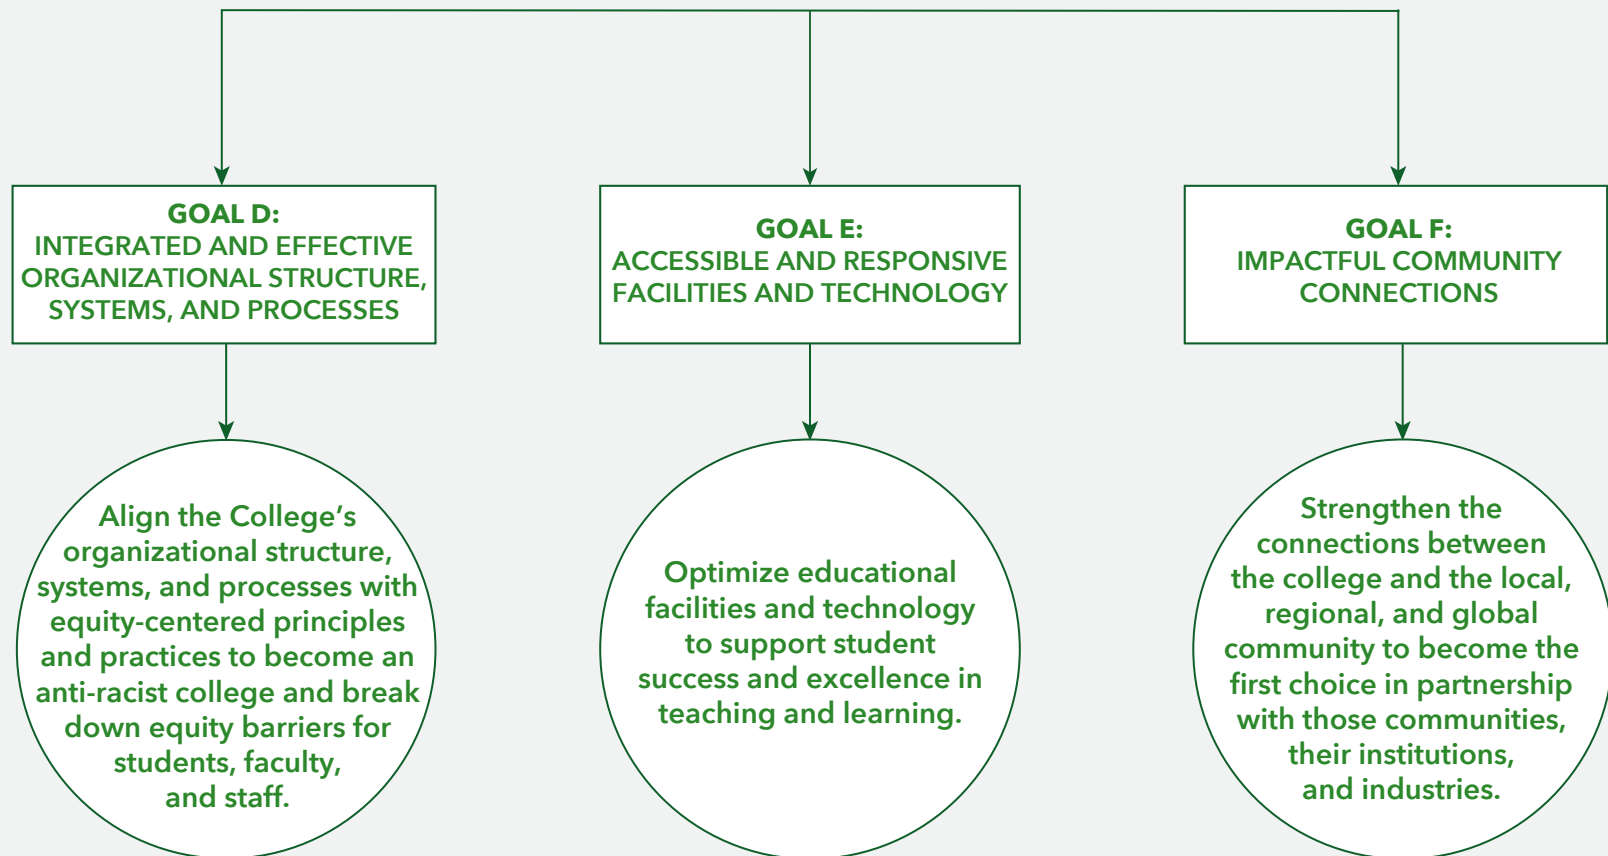 GOAL D:
INTEGRATED AND EFFECTIVE
ORGANIZATIONAL STRUCTURE,
SYSTEMS, AND PROCESSES
GOAL E:
ACCESSIBLE AND RESPONSIVE
FACILITIES AND TECHNOLOGY
GOAL F:
IMPACTFUL COMMUNITY
CONNECTIONS
Align the College’s
organizational structure,
systems, and processes with
equity-centered principles
and practices to become an
anti-racist college and break
down equity barriers for
students, faculty,
and staff.
Optimize educational
facilities and technology
to support student
success and excellence in
teaching and learning.
Strengthen the
connections between
the college and the local,
regional, and global
community to become the
first choice in partnership
with those communities,
their institutions,
and industries.